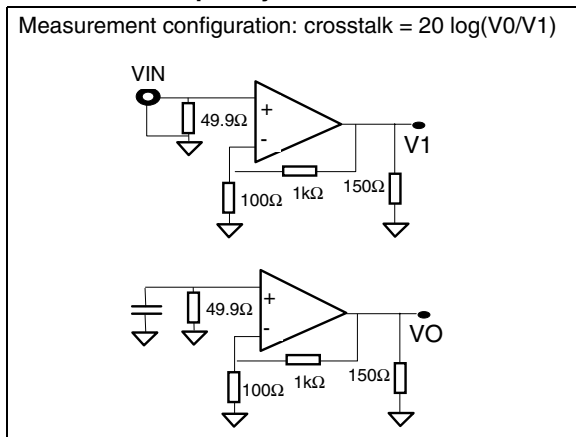 Measurement configuration: crosstalk = 20 log(V0/V1)
VIN
49.9Ω
+
-
V1
1kΩ
100Ω
150Ω
49.9Ω
+
-
VO
1kΩ
100Ω
150Ω